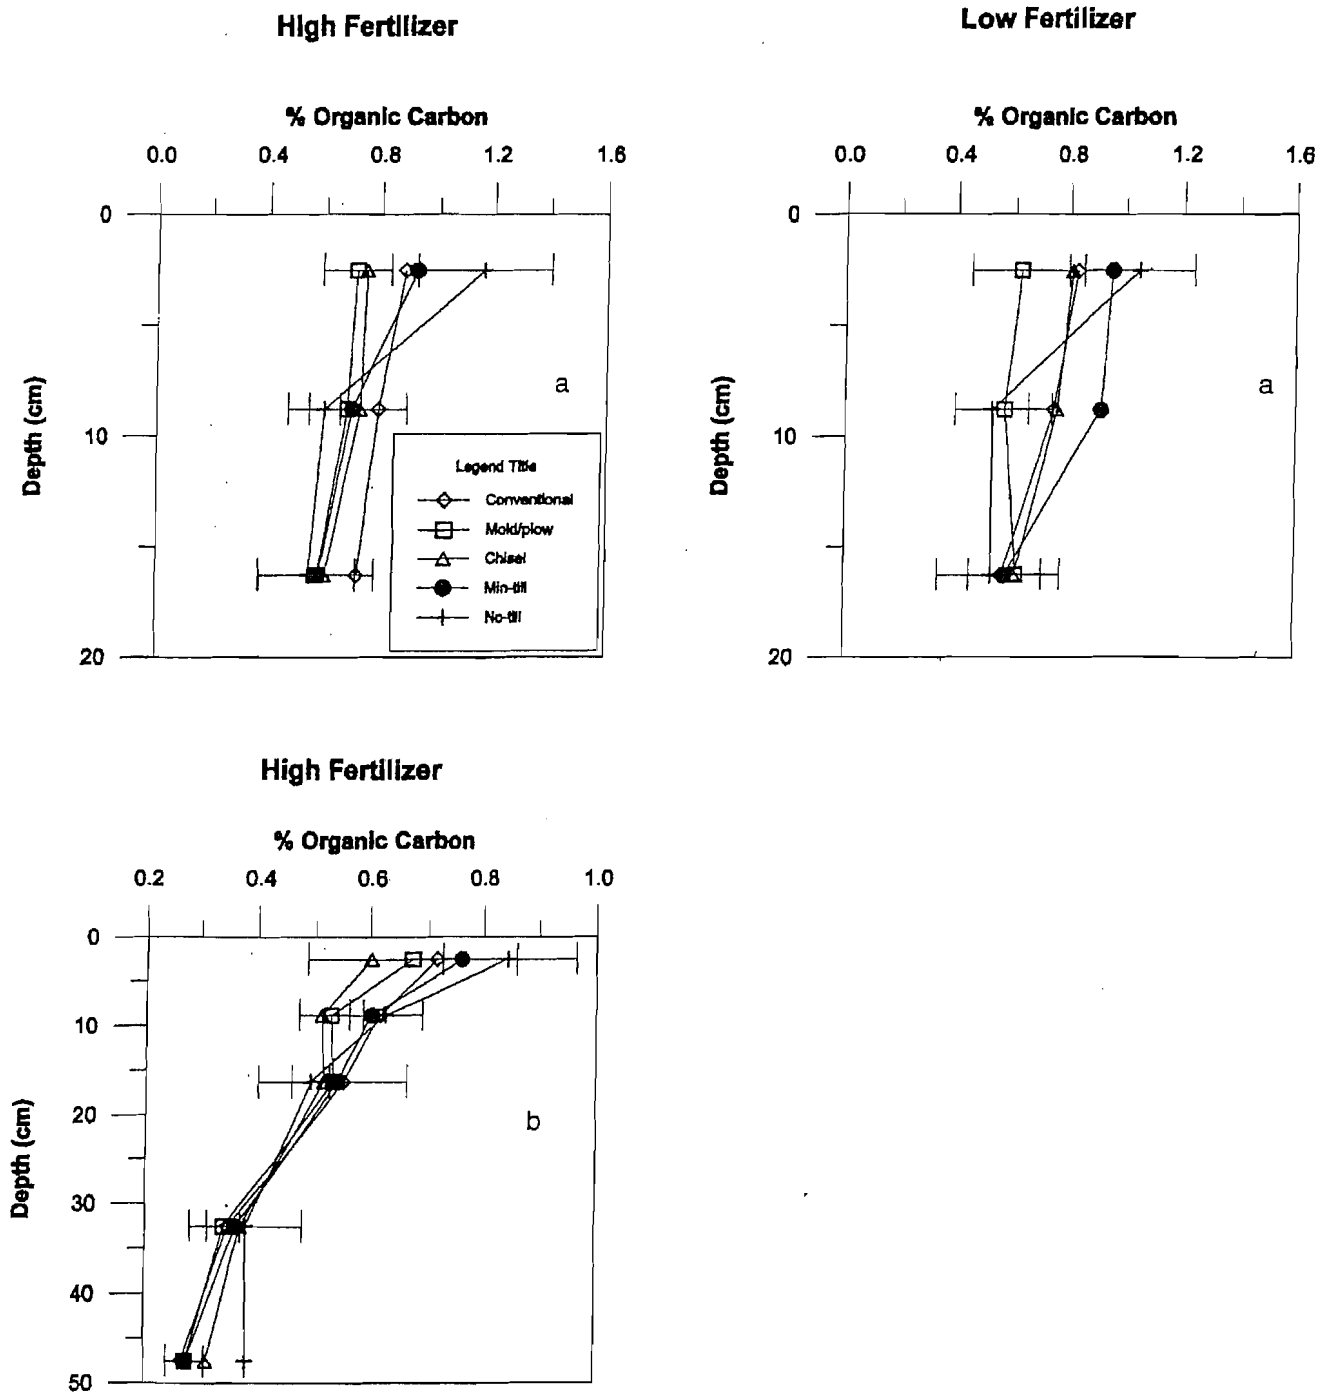 High Fertilizer
% Organic Carbon
0.0 0.4 0.8 1.2 1.6
0
10
20
Depth (cm)
a
Legend Title
Conventional
Mold/plow
Chisel
Min-till
No-till
Low Fertilizer
% Organic Carbon
0.0 0.4 0.8 1.2 1.6
0
10
20
Depth (cm)
a
High Fertilizer
% Organic Carbon
0.2 0.4 0.6 0.8 1.0
0
10
20
30
40
50
Depth (cm)
b